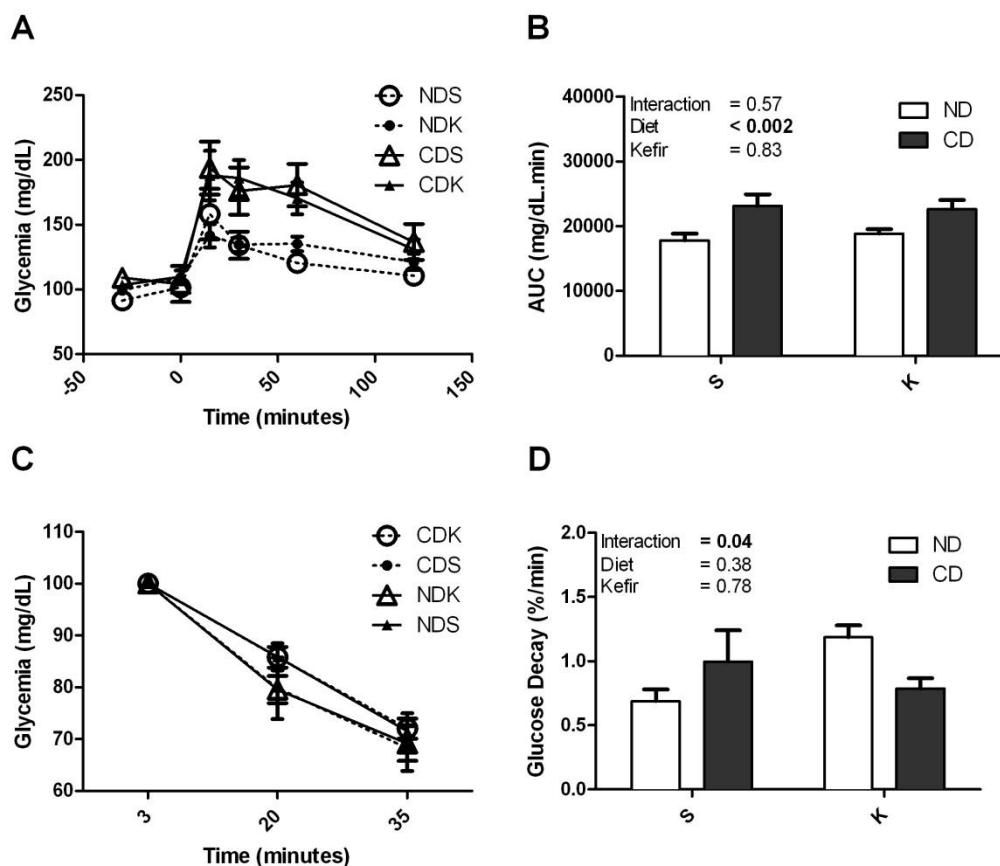 A
Glycemia (mg/dL)
250
200
150
100
50
-50
0
50
100
150
Time (minutes)
NDS
NDK
CDS
CDK
B
AUC (mg/dL.min)
40000
30000
20000
10000
0
Interaction = 0.57
Diet < 0.002
Kefir = 0.83
ND
CD
S
K
C
Glycemia (mg/dL)
110
100
90
80
70
60
3
20
35
Time (minutes)
CDK
CDS
NDK
NDS
D
Glucose Decay (%/min)
2.0
1.5
1.0
0.5
0.0
Interaction = 0.04
Diet = 0.38
Kefir = 0.78
ND
CD
S
K